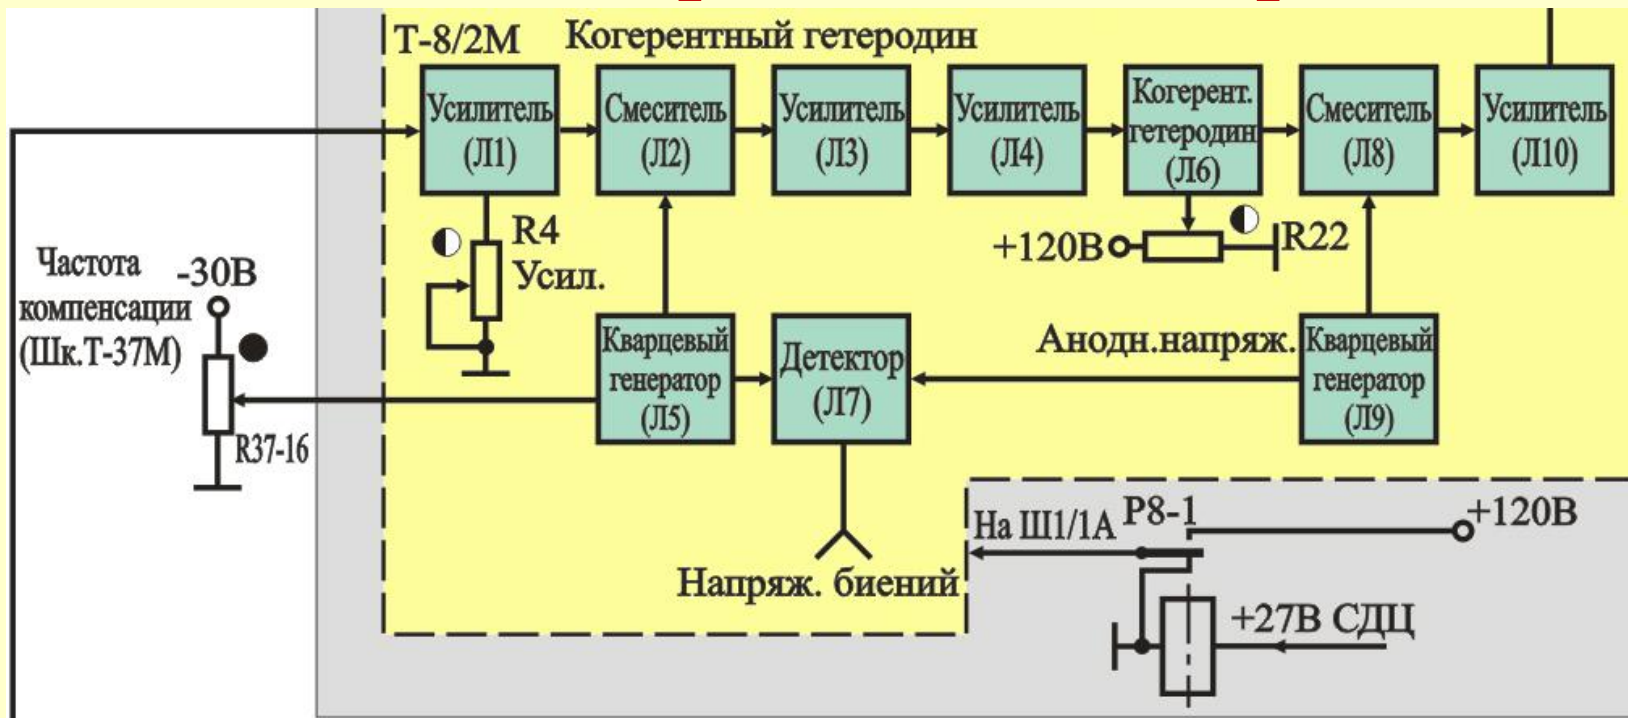 Т-8/2М
Когерентный гетеродин
Усилитель
(Л1)
Смеситель
(Л2)
Усилитель
(Л3)
Усилитель
(Л4)
Когерент.
гетеродин
(Л6)
Смеситель
(Л8)
Усилитель
(Л10)
R4
Усил.
+120В
R22
Частота
компенсации
(Шк.Т-37М)
-30В
R37-16
Кварцевый
генератор
(Л5)
Детектор
(Л7)
Анодн.напряж.
Кварцевый
генератор
(Л9)
Напряж. биений
На Ш1/1А
Р8-1
+120В
+27В СДЦ